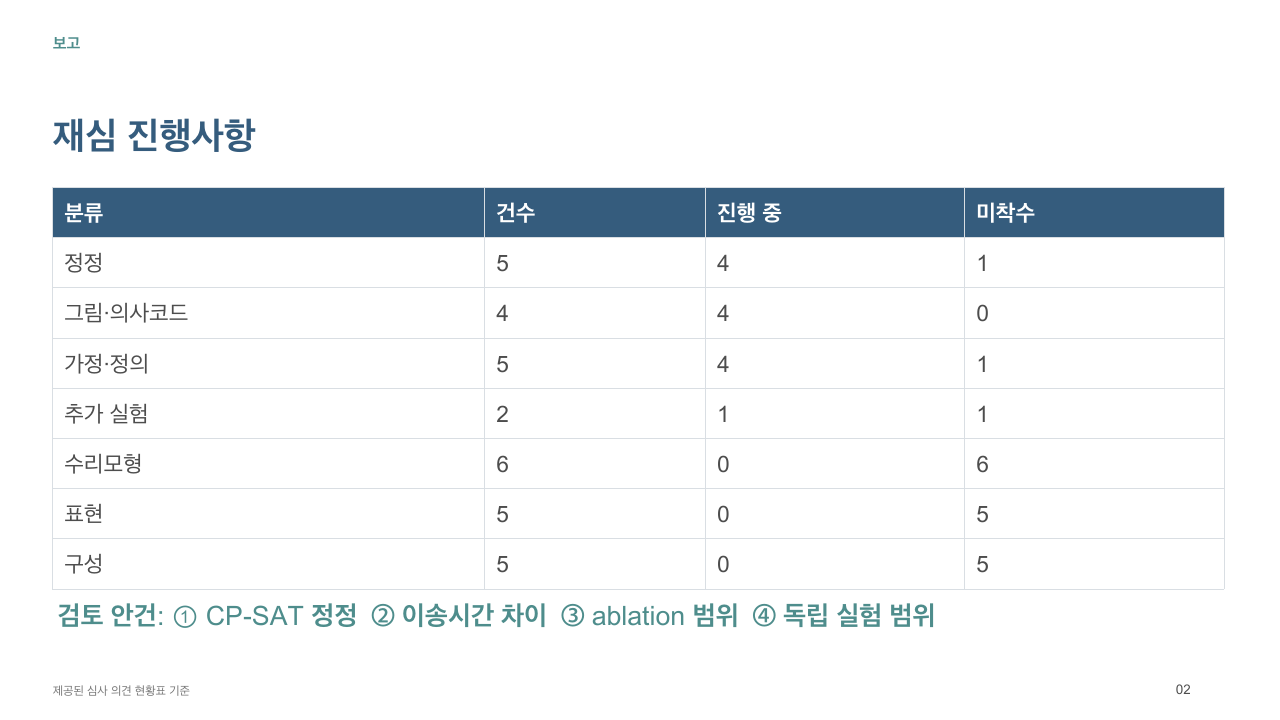 보고
재심 진행사항
분류 건수 진행 중 미착수
정정 5 4 1
그림·의사코드 4 4 0
가정·정의 5 4 1
추가 실험 2 1 1
수리모형 6 0 6
표현 5 0 5
구성 5 0 5
검토 안건: ① CP-SAT 정정 ② 이송시간 차이 ③ ablation 범위 ④ 독립 실험 범위
제공된 심사 의견 현황표 기준 02